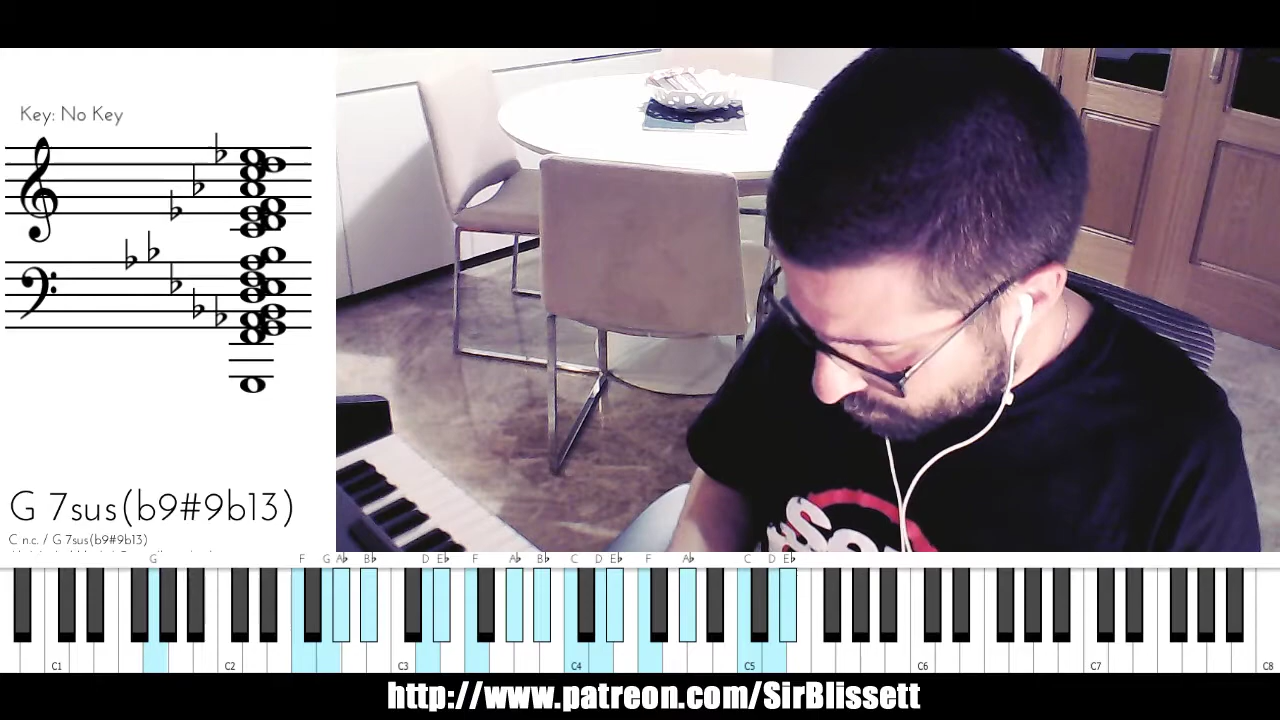 Key: No Key
G 7sus(b9#9b13)
C n.c. / G 7sus(b9#9b13)
G F G A♭ B♭ D E♭ F A♭ B♭ C D E♭ F A♭ C D E♭
C1 C2 C3 C4 C5 C6 C7 C8
http://www.patreon.com/SirBlissett